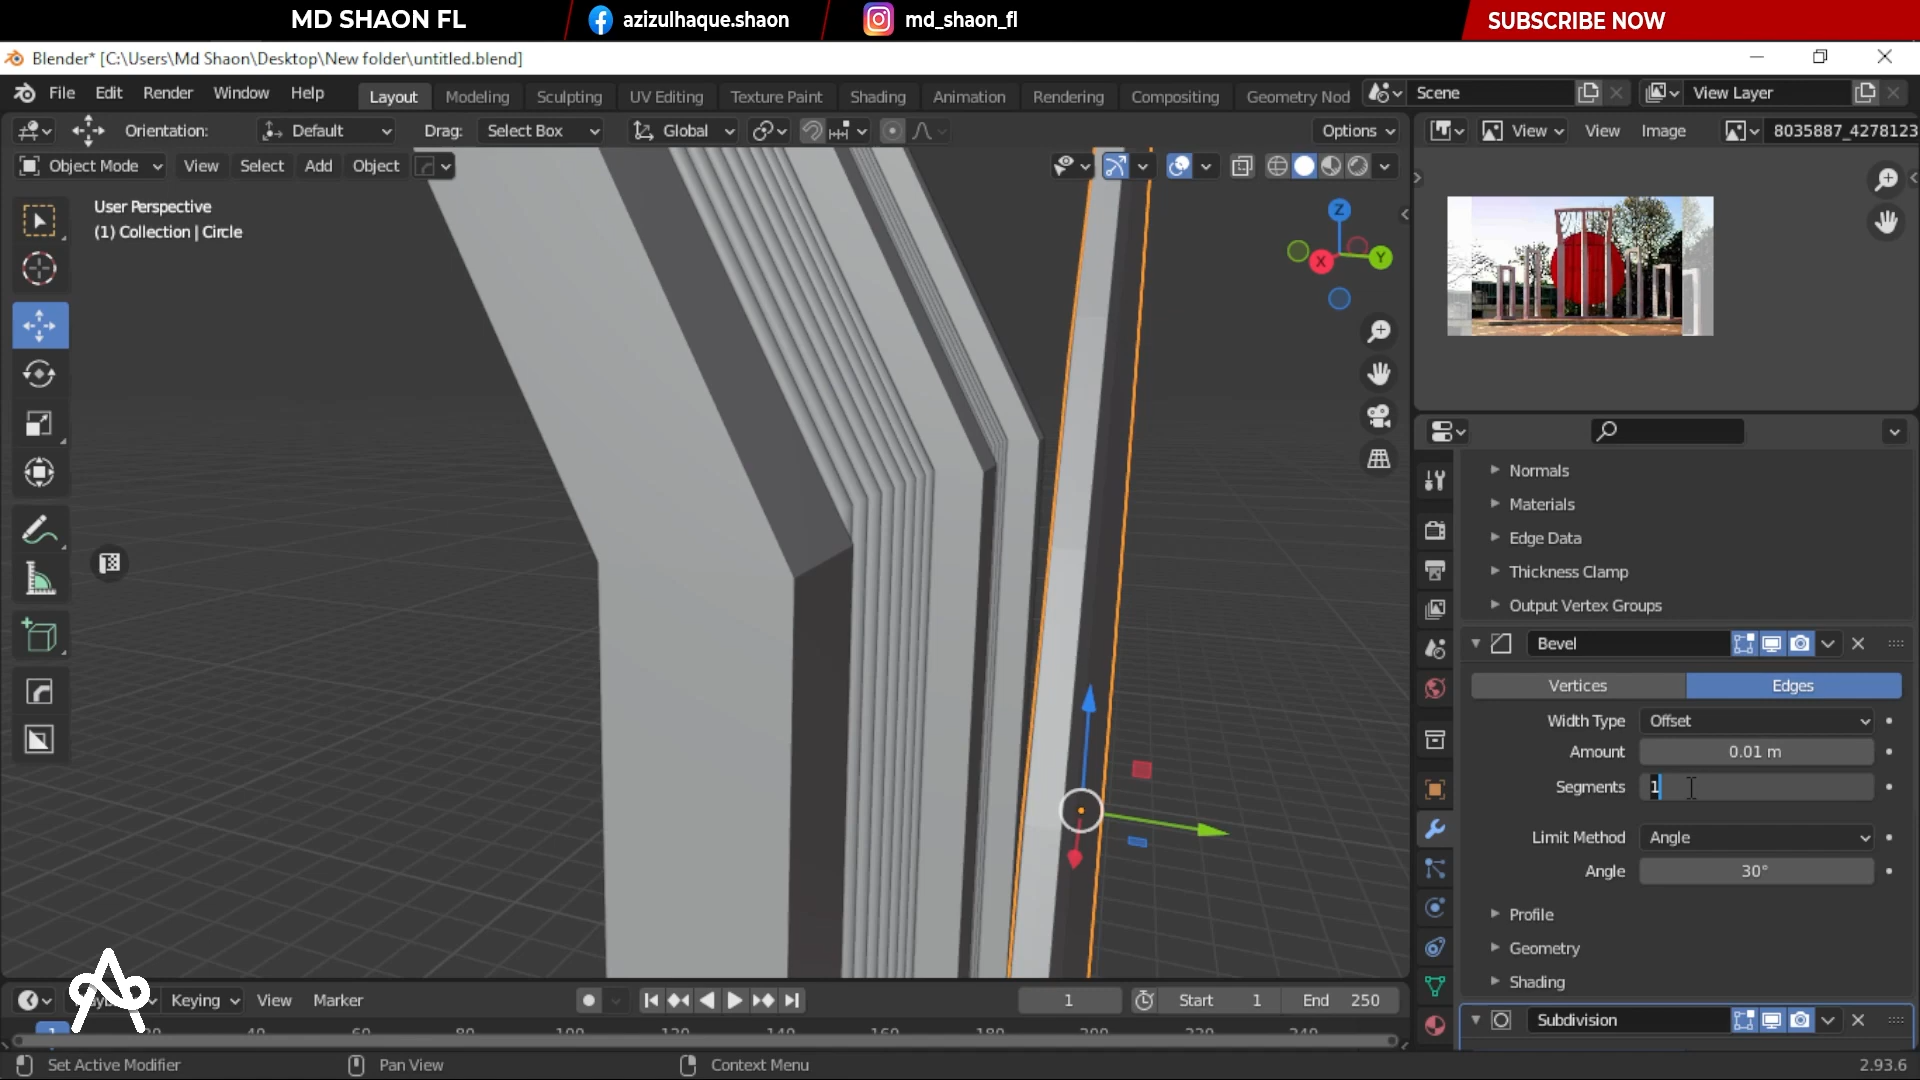 MD SHAON FL
azizulhaque.shaon
md_shaon_fl
SUBSCRIBE NOW
Blender* [C:\Users\Md Shaon\Desktop\New folder\untitled.blend]
File Edit Render Window Help Layout Modeling Sculpting UV Editing Texture Paint Shading Animation Rendering Compositing Geometry Nod Scene View Layer
Orientation: Default Drag: Select Box Global Options View View Image 8035887_4278123
Object Mode View Select Add Object
User Perspective
(1) Collection | Circle
Z
X
Y
Normals
Materials
Edge Data
Thickness Clamp
Output Vertex Groups
Bevel
Vertices Edges
Width Type Offset
Amount 0.01 m
Segments 1
Limit Method Angle
Angle 30°
Profile
Geometry
Shading
Subdivision
Keying View Marker 1 Start 1 End 250
1
Set Active Modifier Pan View Context Menu 2.93.6